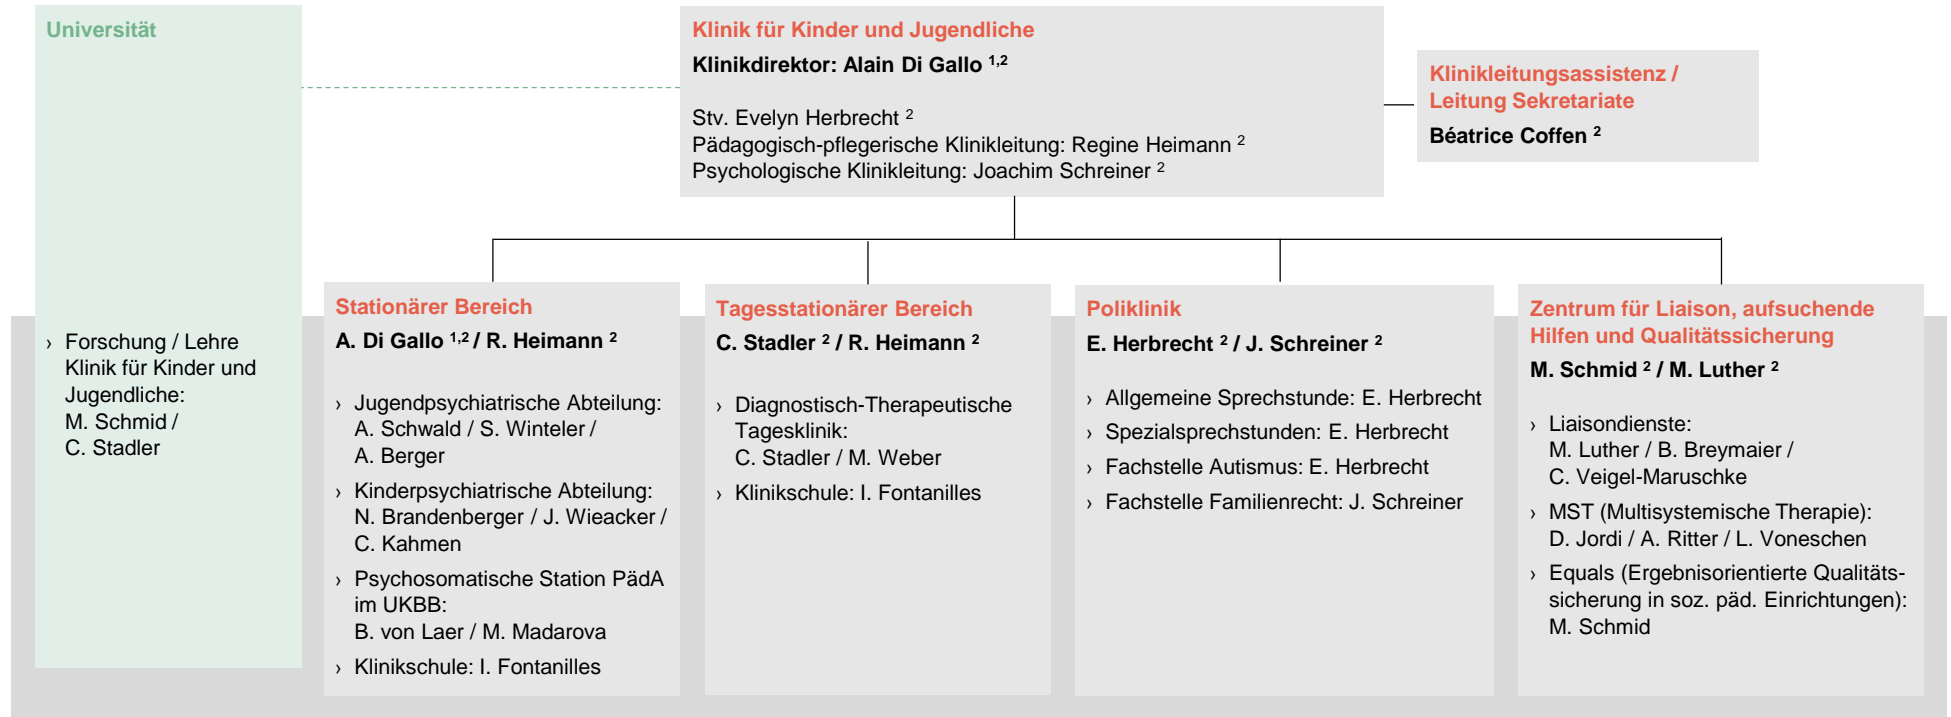 Universität
› Forschung / Lehre
Klinik für Kinder und
Jugendliche:
M. Schmid /
C. Stadler
Klinik für Kinder und Jugendliche
Klinikdirektor: Alain Di Gallo 1,2
Stv. Evelyn Herbrecht 2
Pädagogisch-pflegerische Klinikleitung: Regine Heimann 2
Psychologische Klinikleitung: Joachim Schreiner 2
Klinikleitungsassistenz /
Leitung Sekretariate
Béatrice Coffen 2
Stationärer Bereich
A. Di Gallo 1,2 / R. Heimann 2
› Jugendpsychiatrische Abteilung:
A. Schwald / S. Winteler /
A. Berger
› Kinderpsychiatrische Abteilung:
N. Brandenberger / J. Wieacker /
C. Kahmen
› Psychosomatische Station PädA
im UKBB:
B. von Laer / M. Madarova
› Klinikschule: I. Fontanilles
Tagesstationärer Bereich
C. Stadler 2 / R. Heimann 2
› Diagnostisch-Therapeutische
Tagesklinik:
C. Stadler / M. Weber
› Klinikschule: I. Fontanilles
Poliklinik
E. Herbrecht 2 / J. Schreiner 2
› Allgemeine Sprechstunde: E. Herbrecht
› Spezialsprechstunden: E. Herbrecht
› Fachstelle Autismus: E. Herbrecht
› Fachstelle Familienrecht: J. Schreiner
Zentrum für Liaison, aufsuchende
Hilfen und Qualitätssicherung
M. Schmid 2 / M. Luther 2
› Liaisondienste:
M. Luther / B. Breymaier /
C. Veigel-Maruschke
› MST (Multisystemische Therapie):
D. Jordi / A. Ritter / L. Voneschen
› Equals (Ergebnisorientierte Qualitäts-
sicherung in soz. päd. Einrichtungen):
M. Schmid